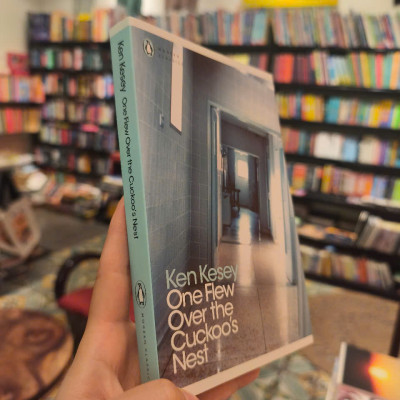 Ken Kesey One Flew Over the Cuckoo's Nest
Ken Kesey
One Flew
Over the
Cuckoo's
Nest